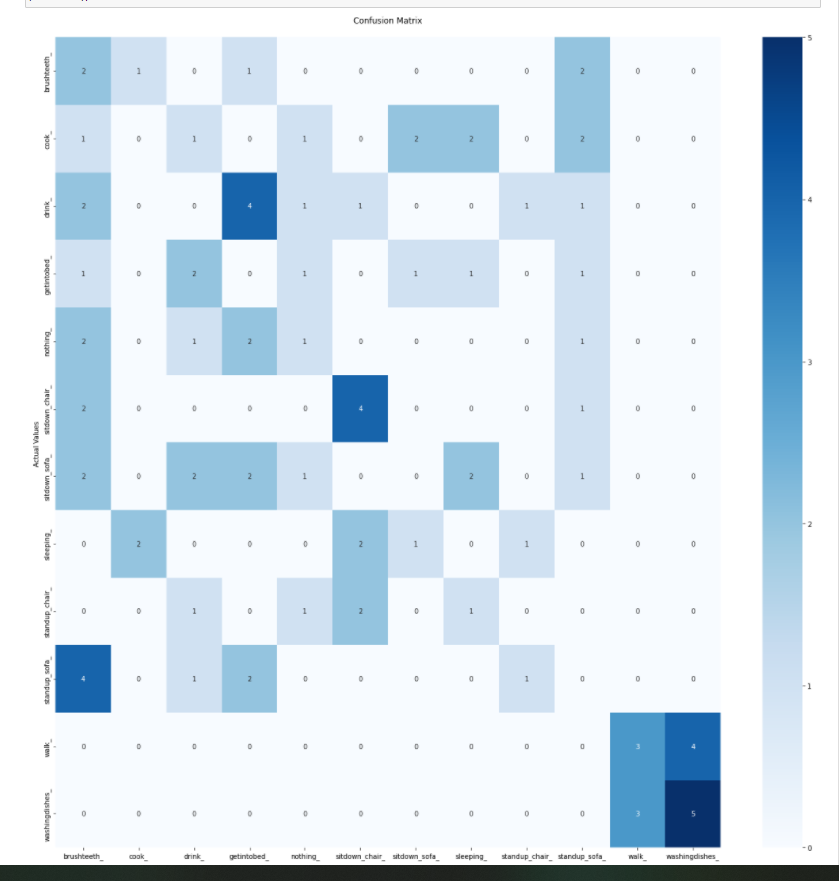 Confusion Matrix
brushteeth_ 2 1 0 1 0 0 0 0 0 2 0 0
cook_ 1 0 1 0 1 0 2 2 0 2 0 0
drink_ 2 0 0 4 1 1 0 0 1 1 0 0
getintobed_ 1 0 2 0 1 0 1 1 0 1 0 0
nothing_ 2 0 1 2 1 0 0 0 0 1 0 0
sitdown_chair_ 2 0 0 0 0 4 0 0 0 1 0 0
sitdown_sofa_ 2 0 2 2 1 0 0 2 0 1 0 0
sleeping_ 0 2 0 0 0 2 1 0 1 0 0 0
standup_chair_ 0 0 1 0 1 2 0 1 0 0 0 0
standup_sofa_ 4 0 1 2 0 0 0 0 1 0 0 0
walk_ 0 0 0 0 0 0 0 0 0 0 3 4
washingdishes_ 0 0 0 0 0 0 0 0 0 0 3 5
Actual Values
brushteeth_ cook_ drink_ getintobed_ nothing_ sitdown_chair_ sitdown_sofa_ sleeping_ standup_chair_ standup_sofa_ walk_ washingdishes_
5
4
3
2
1
0